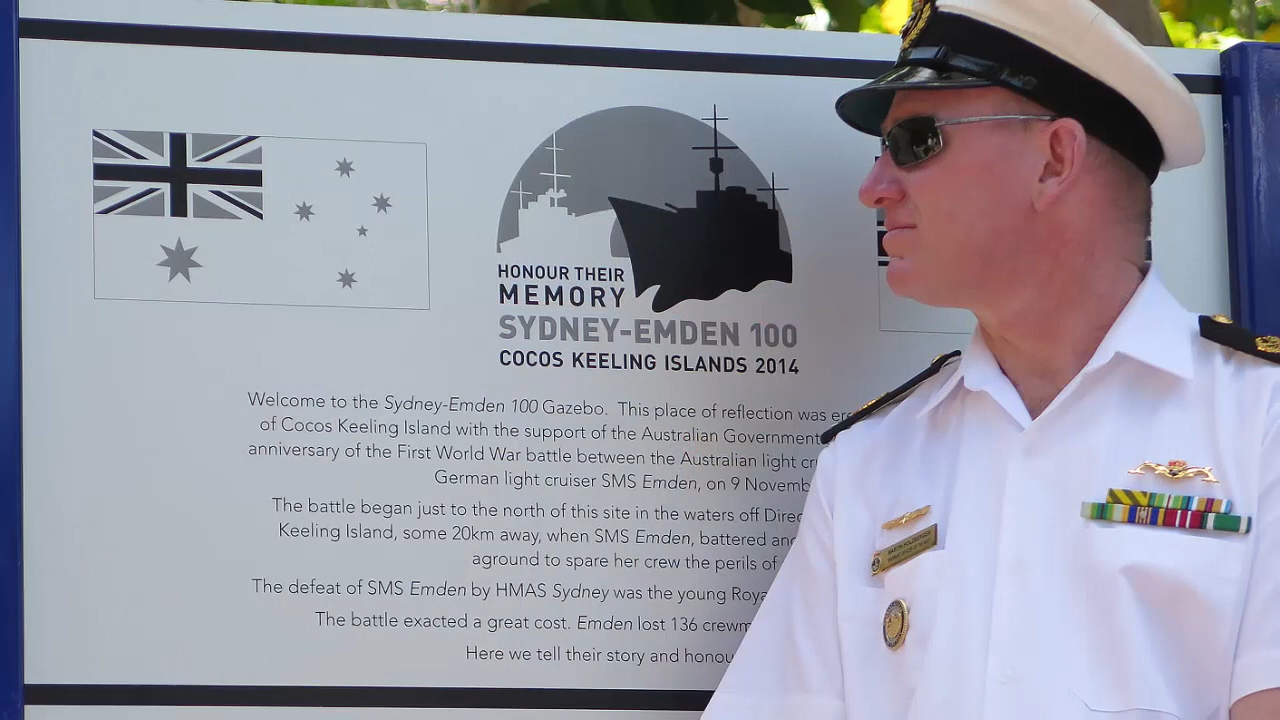 HONOUR THEIR
MEMORY
SYDNEY-EMDEN 100
COCOS KEELING ISLANDS 2014
Welcome to the Sydney-Emden 100 Gazebo. This place of reflection was
of Cocos Keeling Island with the support of the Australian Government
anniversary of the First World War battle between the Australian light
German light cruiser SMS Emden, on 9
The battle began just to the north of this site in the waters off
Keeling Island, some 20km away, when SMS Emden, battered
aground to spare her crew the perils of
The defeat of SMS Emden by HMAS Sydney was the young
The battle exacted a great cost. Emden lost 136
Here we tell their story and